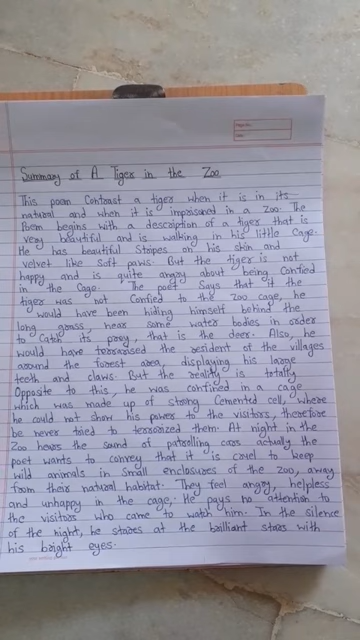 Summary of A Tiger in the Zoo
This poem Contrast a tiger when it is in its
natural and when it is imprisoned in a Zoo. The
Poem begins with a description of a tiger that is
very beautiful and is walking in his little Cage.
He has beautiful Stripes on his skin and
velvet like Soft paws. But the tiger is not
happy and is quite angry about being Confied
in the Cage. The poet Says that if the
tiger was not Confied to the zoo cage, he
would have been hiding himself behind the
long grass, near some water bodies in order
to Catch its prey, that is the deer. Also, he
would have terrorised the resident of the villages
around the forest area, displaying his large
teeth and claws. But the reality is totally
Opposite to this, he was confined in a cage
which was made up of strong Cemented cell, where
he could not show his power to the visitors, therefore
he never tried to terrorized them. At night in the
Zoo hears the Sound of patrolling cars actually the
poet wants to convey that it is cruel to keep
wild animals in Small enclosures of the zoo, away
from their natural habitat. They feel angry, helpless
and unhappy in the cage. He pays no attention to
the visitors who came to watch him. In the silence
of the night, he stares at the brilliant stars with
his bright eyes.